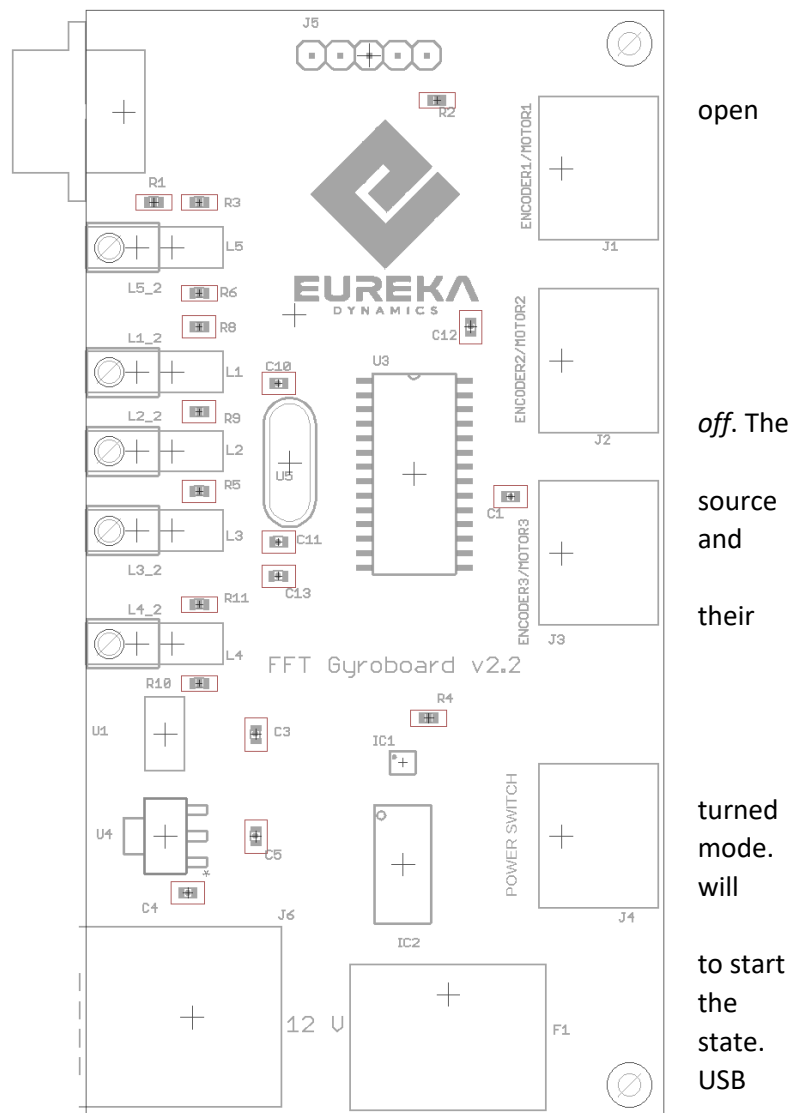 J5
R2
open
ENCODER1/MOTOR1
R1
R3
J1
L5
L5_2
EUREKA
DYNAMICS
R6
R8
C12
ENCODER2/MOTOR2
L1_2
L1
C10
U3
L2_2
R9
off. The
J2
L2
U5
R5
C1
source
and
ENCODER3/MOTOR3
L3
C11
L3_2
C13
L4_2
R11
their
J3
L4
FFT Gyroboard v2.2
R10
R4
U1
C3
IC1
POWER SWITCH
turned
mode.
will
U4
C5
*
C4
J6
IC2
J4
to start
the
state.
USB
12 V
F1